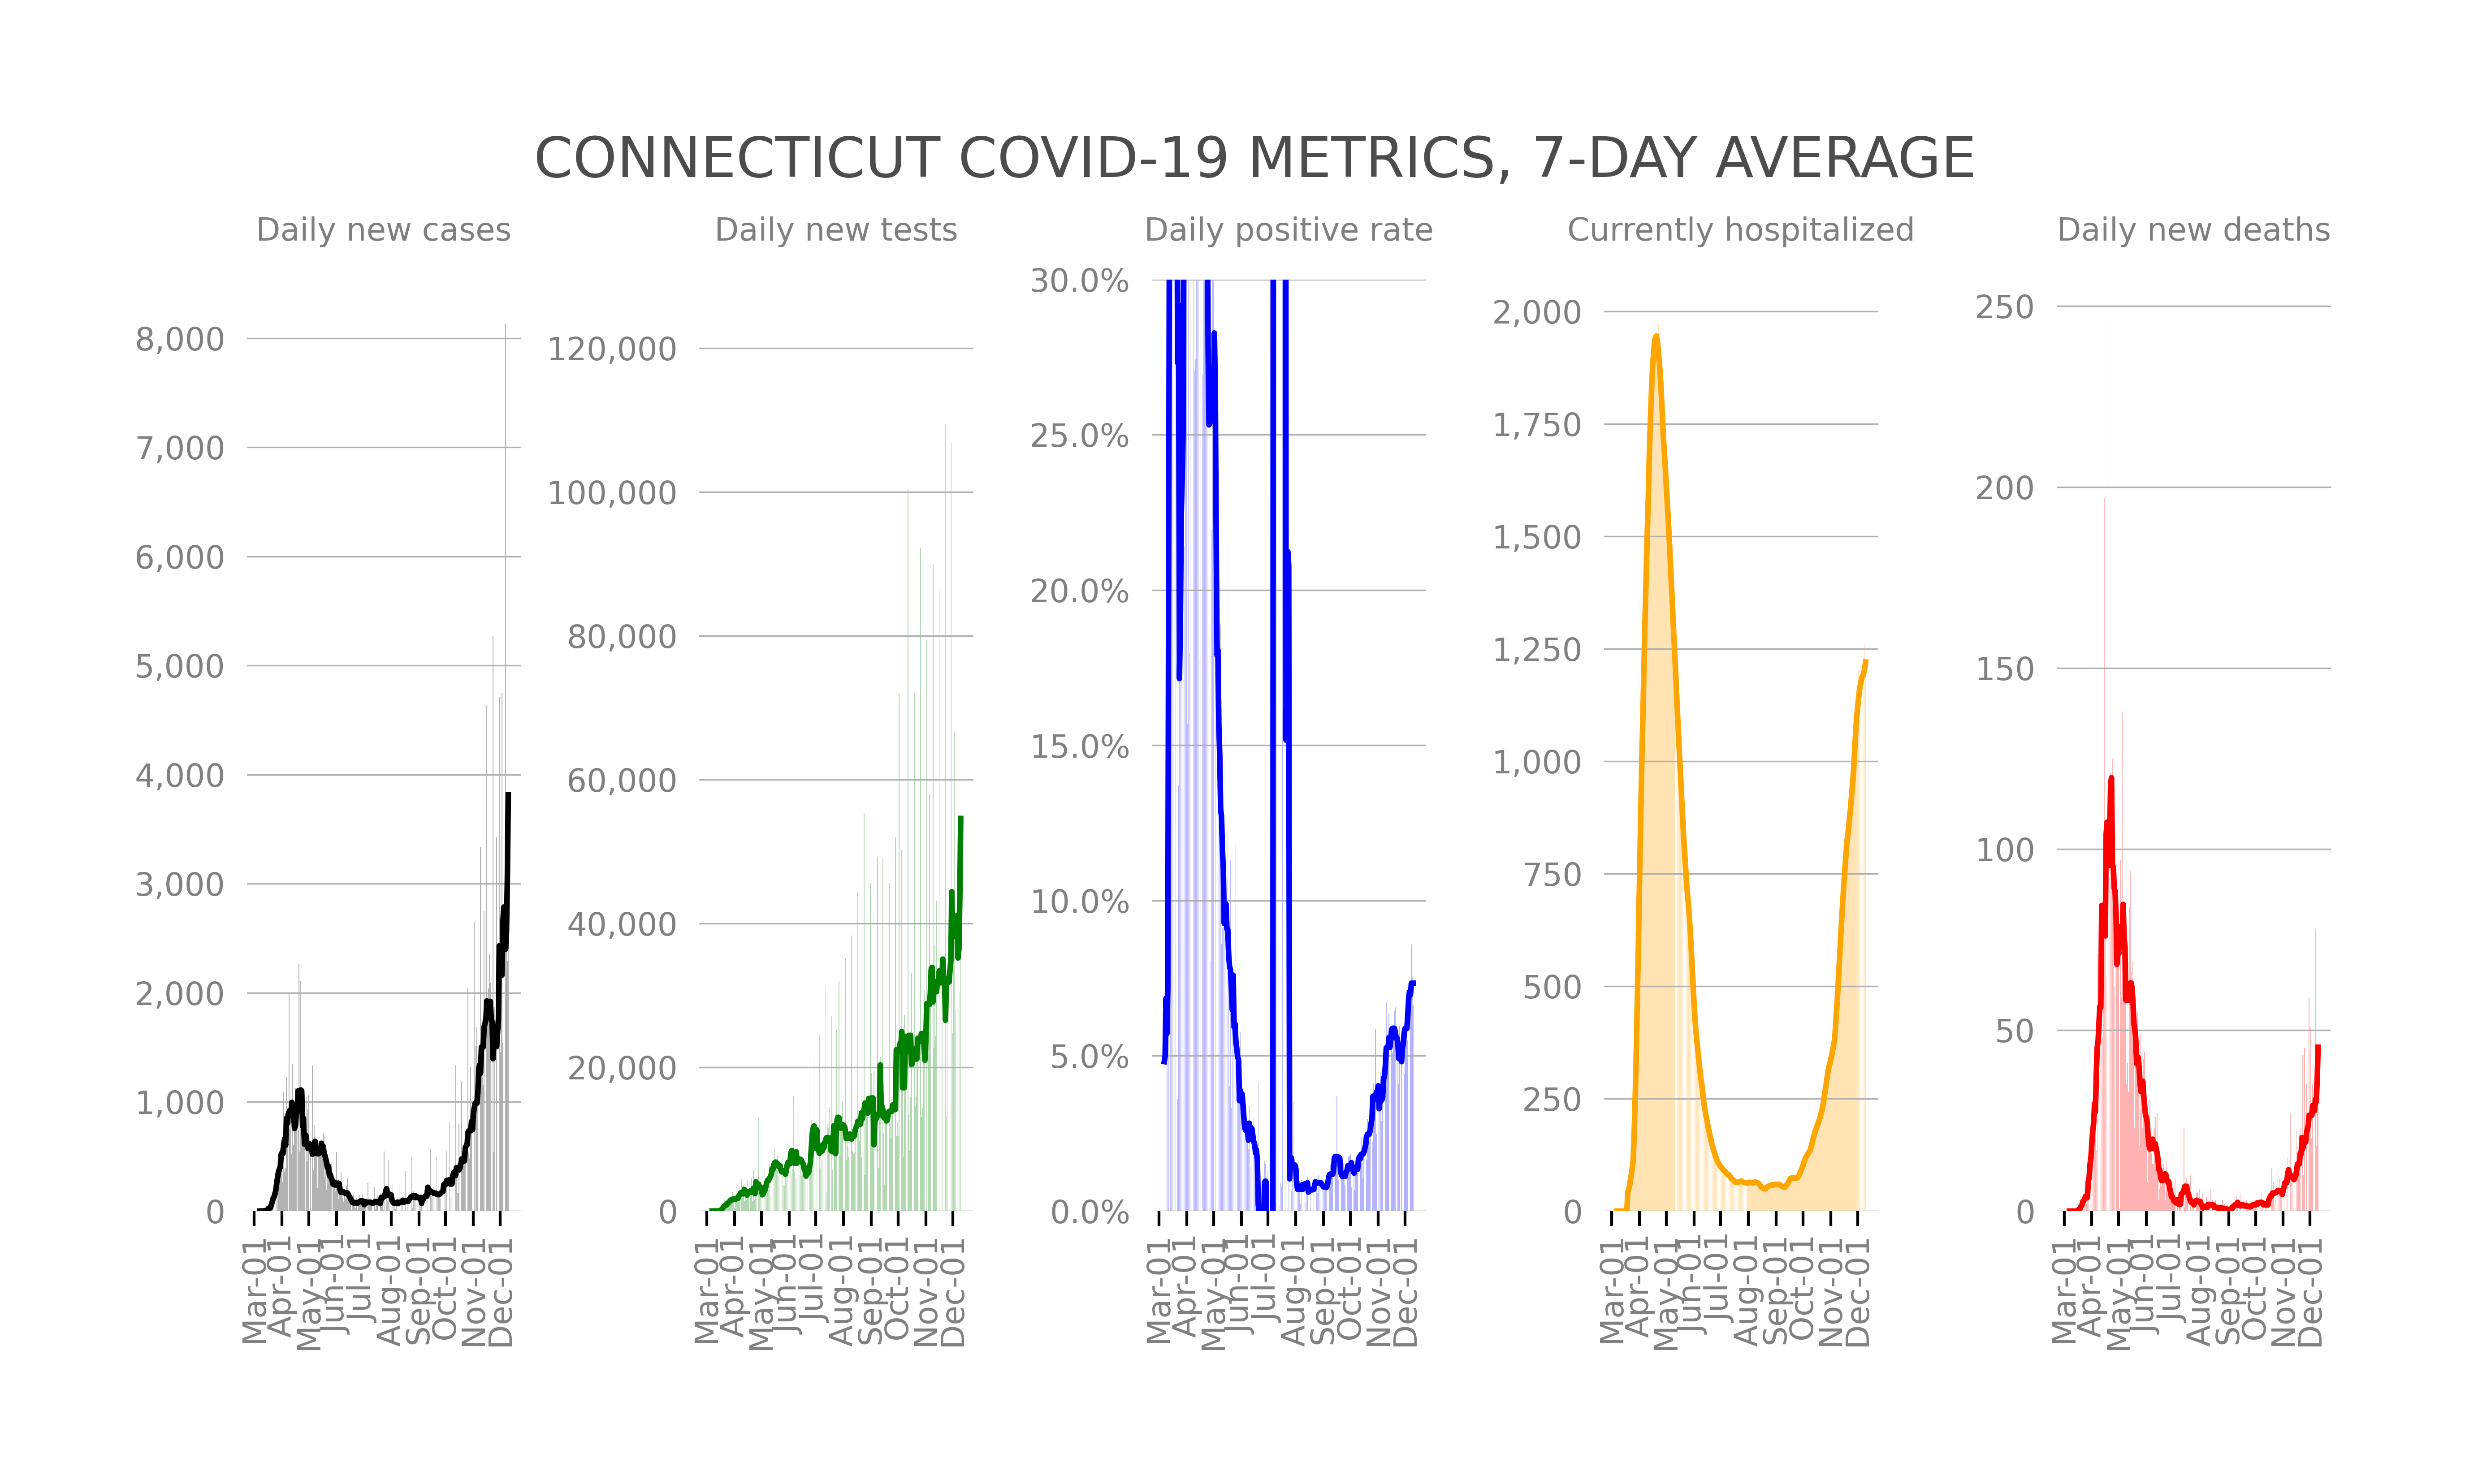 CONNECTICUT COVID-19 METRICS, 7-DAY AVERAGE
Daily new cases
8,000
7,000
6,000
5,000
4,000
3,000
2,000
1,000
0
Mar-01
Apr-01
May-01
Jun-01
Jul-01
Aug-01
Sep-01
Oct-01
Nov-01
Dec-01
Daily new tests
120,000
100,000
80,000
60,000
40,000
20,000
0
Mar-01
Apr-01
May-01
Jun-01
Jul-01
Aug-01
Sep-01
Oct-01
Nov-01
Dec-01
Daily positive rate
30.0%
25.0%
20.0%
15.0%
10.0%
5.0%
0.0%
Mar-01
Apr-01
May-01
Jun-01
Jul-01
Aug-01
Sep-01
Oct-01
Nov-01
Dec-01
Currently hospitalized
2,000
1,750
1,500
1,250
1,000
750
500
250
0
Mar-01
Apr-01
May-01
Jun-01
Jul-01
Aug-01
Sep-01
Oct-01
Nov-01
Dec-01
Daily new deaths
250
200
150
100
50
0
Mar-01
Apr-01
May-01
Jun-01
Jul-01
Aug-01
Sep-01
Oct-01
Nov-01
Dec-01